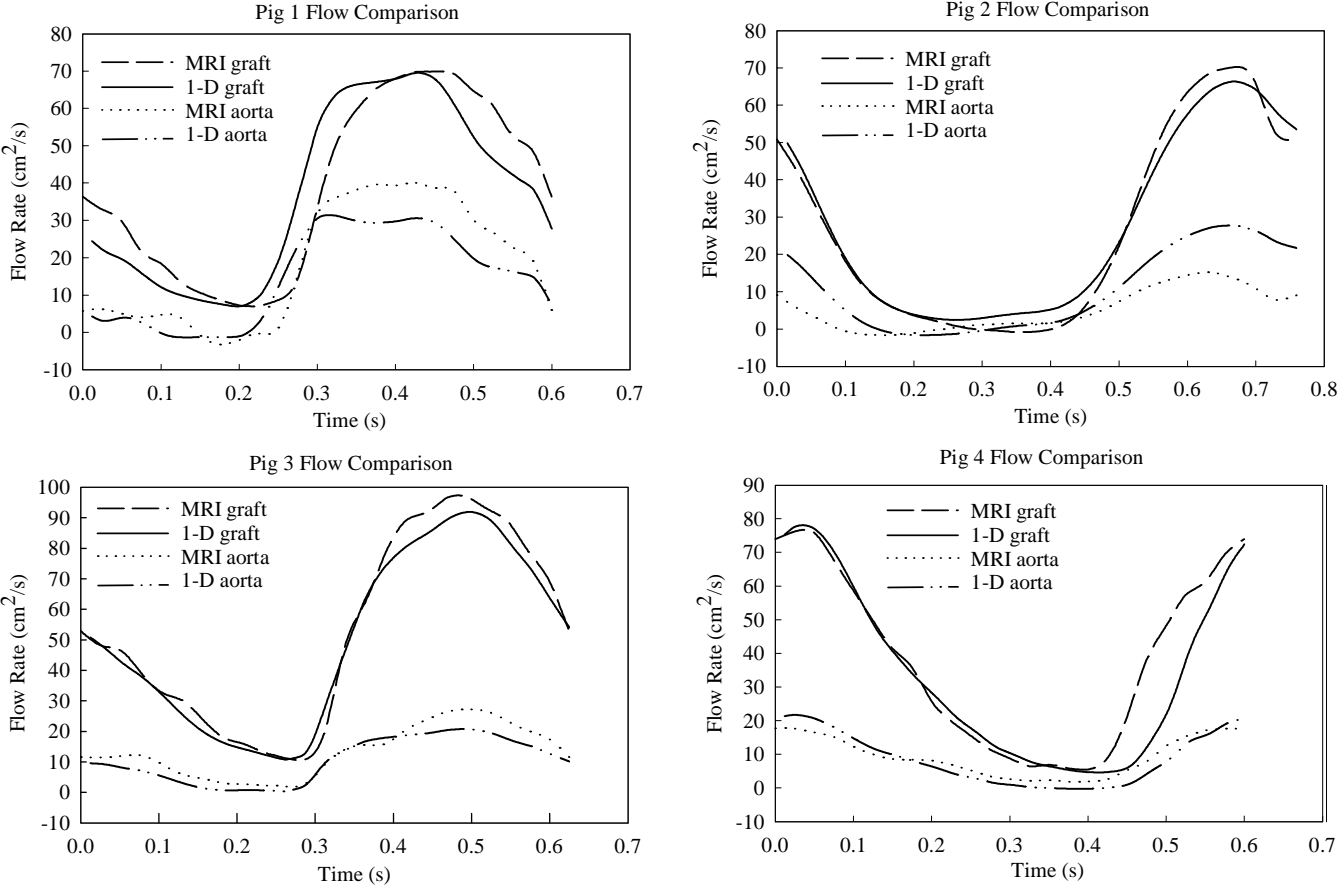 Pig 1 Flow Comparison
80
70
60
50
40
30
20
10
0
-10
Flow Rate (cm²/s)
MRI graft
1-D graft
MRI aorta
1-D aorta
0.0 0.1 0.2 0.3 0.4 0.5 0.6 0.7
Time (s)
Pig 2 Flow Comparison
80
70
60
50
40
30
20
10
0
-10
Flow Rate (cm²/s)
MRI graft
1-D graft
MRI aorta
1-D aorta
0.0 0.1 0.2 0.3 0.4 0.5 0.6 0.7 0.8
Time (s)
Pig 3 Flow Comparison
100
90
80
70
60
50
40
30
20
10
0
-10
Flow Rate (cm²/s)
MRI graft
1-D graft
MRI aorta
1-D aorta
0.0 0.1 0.2 0.3 0.4 0.5 0.6 0.7
Time (s)
Pig 4 Flow Comparison
90
80
70
60
50
40
30
20
10
0
-10
Flow Rate (cm²/s)
MRI graft
1-D graft
MRI aorta
1-D aorta
0.0 0.1 0.2 0.3 0.4 0.5 0.6 0.7
Time (s)